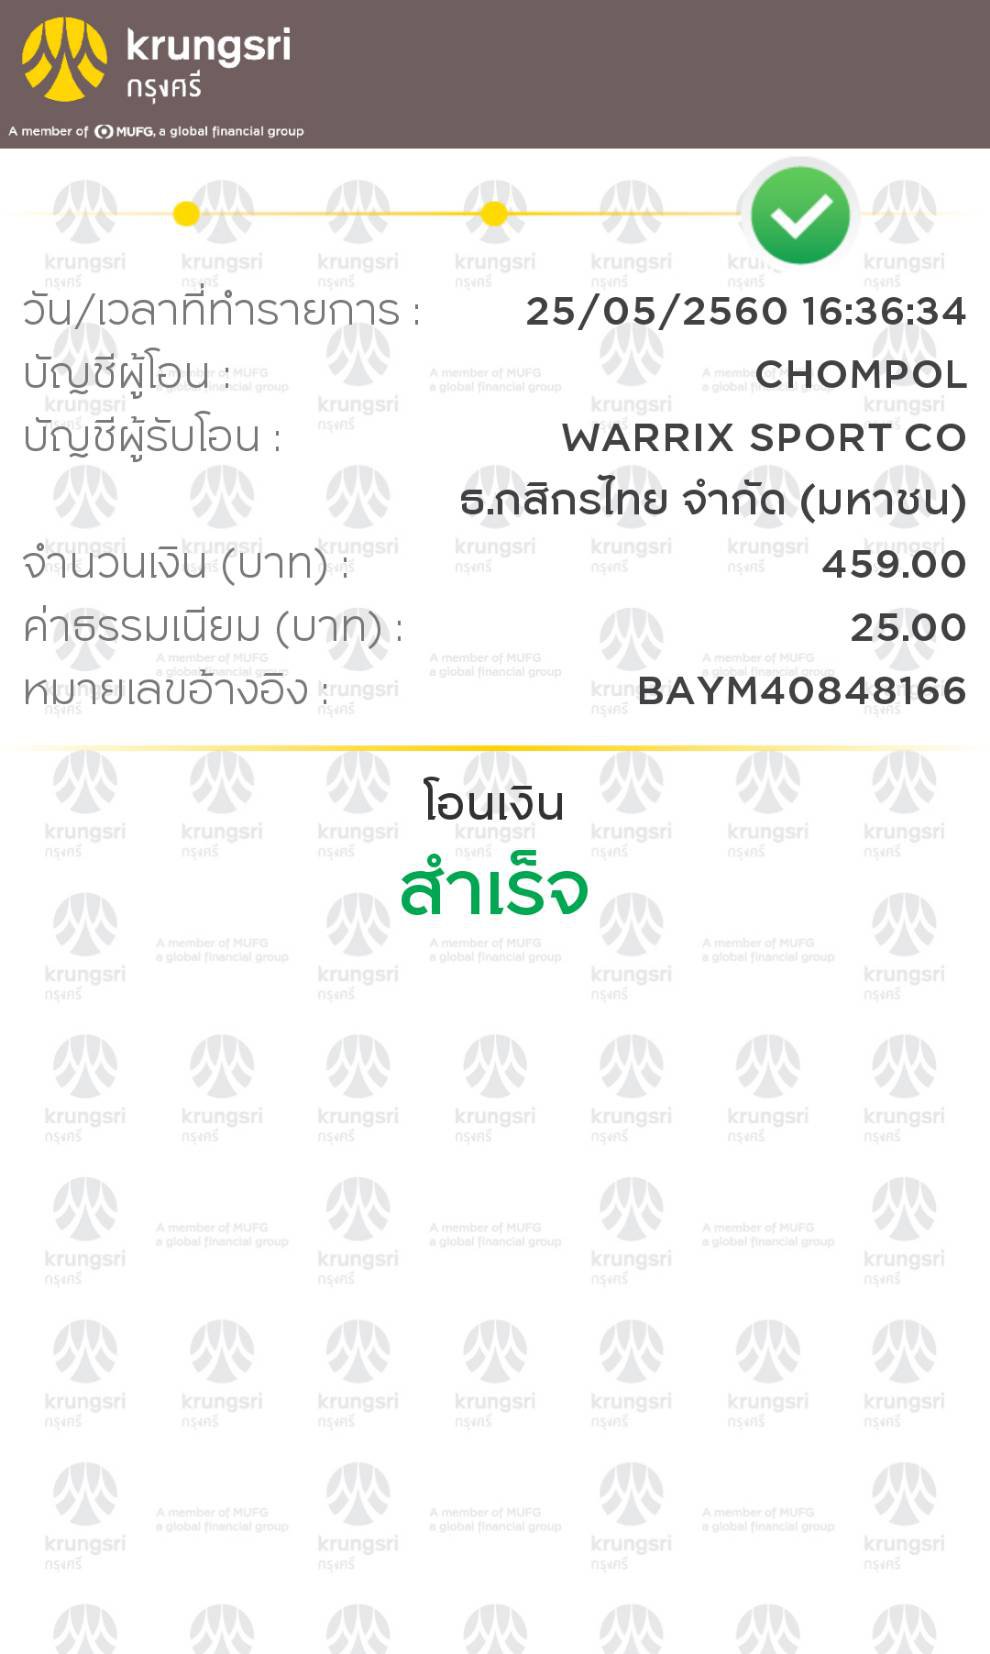 krungsri
กรุงศรี
A member of MUFG, a global financial group
วัน/เวลาที่ทำรายการ : 25/05/2560 16:36:34
บัญชีผู้โอน : CHOMPOL
บัญชีผู้รับโอน : WARRIX SPORT CO
ธ.กสิกรไทย จำกัด (มหาชน)
จำนวนเงิน (บาท) : 459.00
ค่าธรรมเนียม (บาท) : 25.00
หมายเลขอ้างอิง : BAYM40848166
โอนเงิน
สำเร็จ